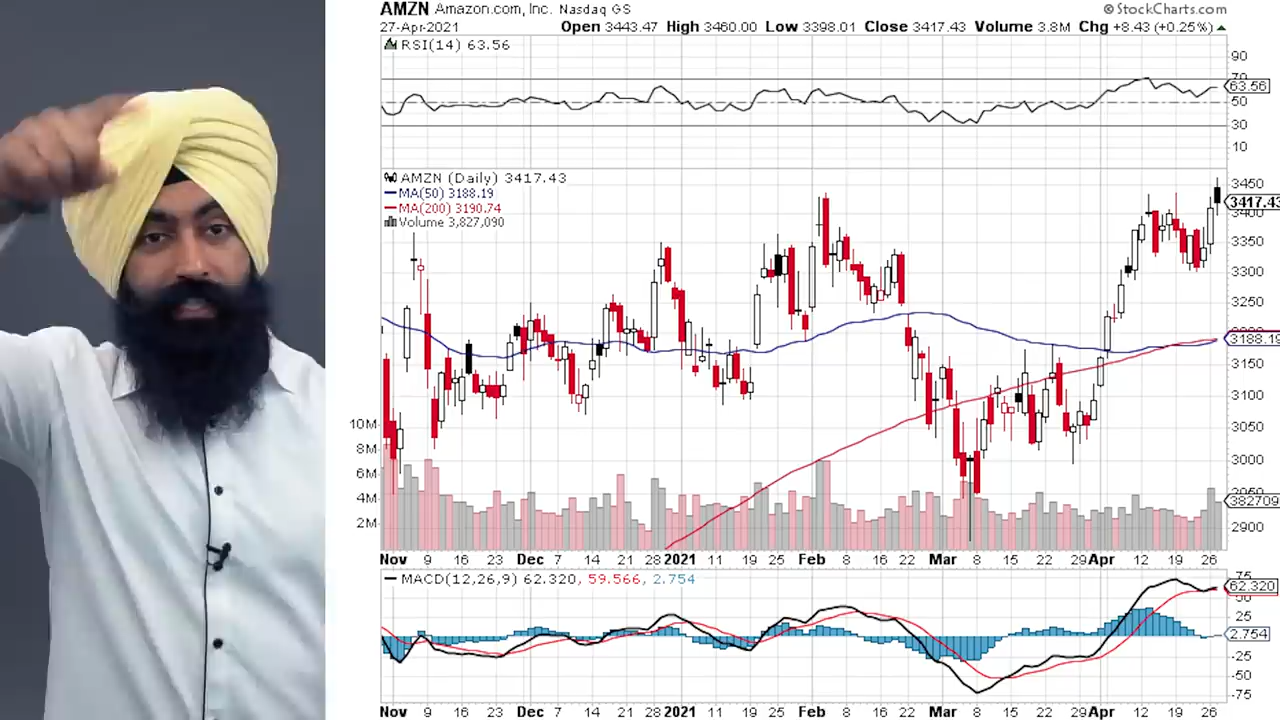 AMZN Amazon.com, Inc. Nasdaq GS
© StockCharts.com
27-Apr-2021
Open 3443.47 High 3460.00 Low 3398.01 Close 3417.43 Volume 3.8M Chg +8.43 (+0.25%)
RSI(14) 63.56
90
70
63.56
50
30
10
AMZN (Daily) 3417.43
MA(50) 3188.19
MA(200) 3190.74
Volume 3,827,090
3450
3417.43
3400
3350
3300
3250
3188.19
3150
3100
3050
3000
2950
2900
10M
8M
6M
4M
2M
382709
Nov 9 16 23 Dec 7 14 21 28 2021 11 19 25 Feb 8 16 22 Mar 8 15 22 29 Apr 12 19 26
MACD(12,26,9) 62.320, 59.566, 2.754
75
62.320
50
25
2.754
-25
-50
-75
Nov 9 16 23 Dec 7 14 21 28 2021 11 19 25 Feb 8 16 22 Mar 8 15 22 29 Apr 12 19 26